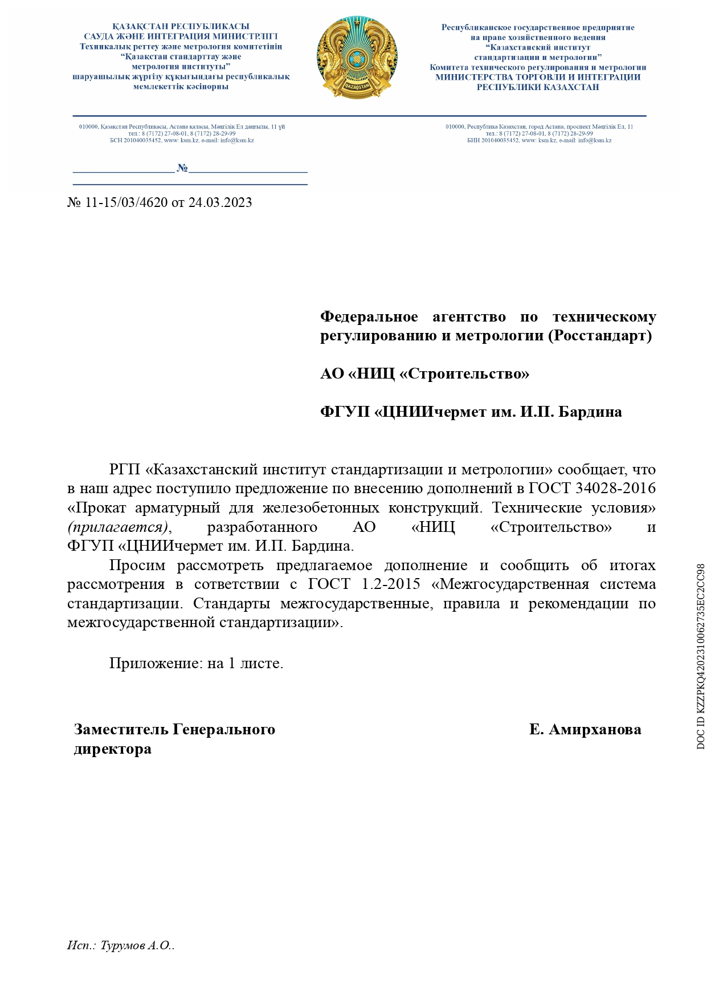 ҚАЗАҚСТАН РЕСПУБЛИКАСЫ
САУДА ЖӘНЕ ИНТЕГРАЦИЯ МИНИСТРЛІГІ
Техникалық реттеу және метрология комитетінің
“Қазақстан стандарттау және
метрология институты”
шаруашылық жүргізу құқығындағы республикалық
мемлекеттік кәсіпорны
QAZAQSTAN
Республиканское государственное предприятие
на праве хозяйственного ведения
“Казахстанский институт
стандартизации и метрологии”
Комитета технического регулирования и метрологии
МИНИСТЕРСТВА ТОРГОВЛИ И ИНТЕГРАЦИИ
РЕСПУБЛИКИ КАЗАХСТАН
010000, Қазақстан Республикасы, Астана қаласы, Мәңгілік Ел даңғылы, 11 үй
тел.: 8 (7172) 27-08-01, 8 (7172) 28-29-99
БСН 201040035452, www: ksm.kz, e-mail: info@ksm.kz
010000, Республика Казахстан, город Астана, проспект Мәңгілік Ел, 11
тел.: 8 (7172) 27-08-01, 8 (7172) 28-29-99
БИН 201040035452, www: ksm.kz, e-mail: info@ksm.kz
№
№ 11-15/03/4620 от 24.03.2023
Федеральное агентство по техническому
регулированию и метрологии (Росстандарт)
АО «НИЦ «Строительство»
ФГУП «ЦНИИчермет им. И.П. Бардина
РГП «Казахстанский институт стандартизации и метрологии» сообщает, что
в наш адрес поступило предложение по внесению дополнений в ГОСТ 34028-2016
«Прокат арматурный для железобетонных конструкций. Технические условия»
(прилагается), разработанного АО «НИЦ «Строительство» и
ФГУП «ЦНИИчермет им. И.П. Бардина.
Просим рассмотреть предлагаемое дополнение и сообщить об итогах
рассмотрения в сответствии с ГОСТ 1.2-2015 «Межгосударственная система
стандартизации. Стандарты межгосударственные, правила и рекомендации по
межгосударственной стандартизации».
Приложение: на 1 листе.
Заместитель Генерального
директора
Е. Амирханова
Исп.: Турумов А.О..
DOC ID KZZPKQ4202310062735EC2CC98